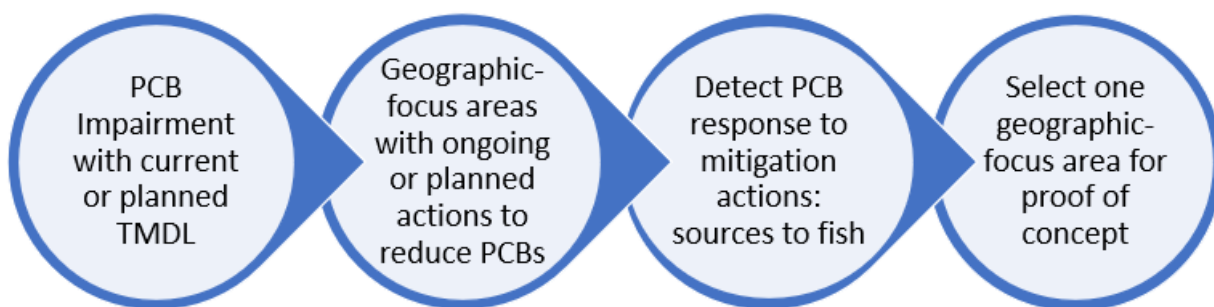 PCB
Impairment
with current
or planned
TMDL
Geographic-
focus areas
with ongoing
or planned
actions to
reduce PCBs
Detect PCB
response to
mitigation
actions:
sources to fish
Select one
geographic-
focus area for
proof of
concept